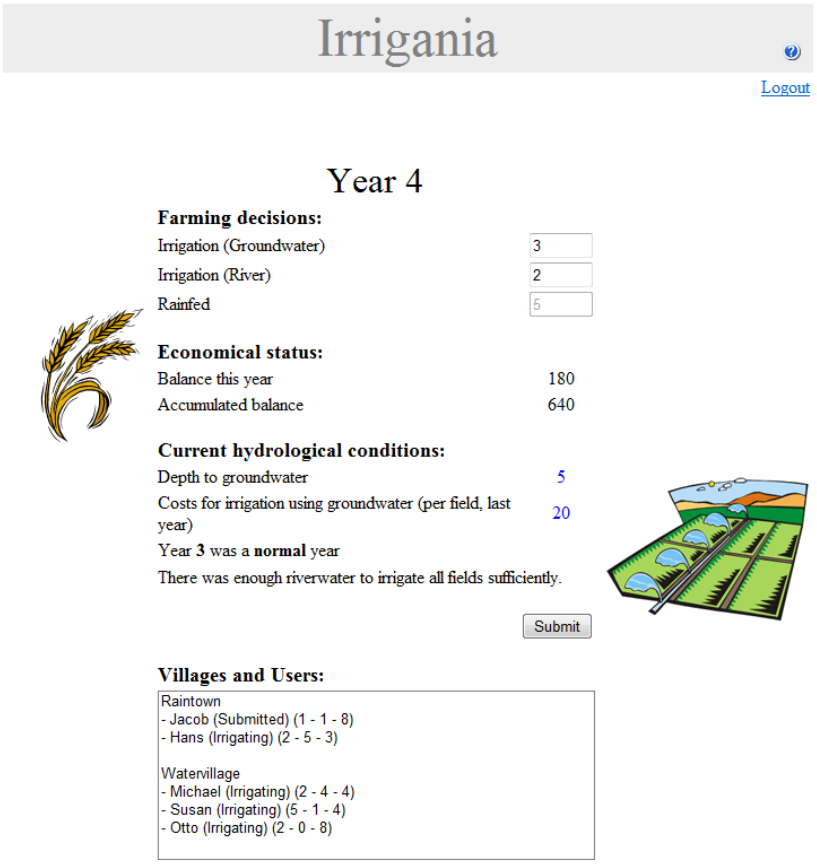 Irrigania
?
Logout
Year 4
Farming decisions:
Irrigation (Groundwater) 3
Irrigation (River) 2
Rainfed 5
Economical status:
Balance this year 180
Accumulated balance 640
Current hydrological conditions:
Depth to groundwater 5
Costs for irrigation using groundwater (per field, last
year) 20
Year 3 was a normal year
There was enough riverwater to irrigate all fields sufficiently.
Submit
Villages and Users:
Raintown
- Jacob (Submitted) (1 - 1 - 8)
- Hans (Irrigating) (2 - 5 - 3)
Watervillage
- Michael (Irrigating) (2 - 4 - 4)
- Susan (Irrigating) (5 - 1 - 4)
- Otto (Irrigating) (2 - 0 - 8)